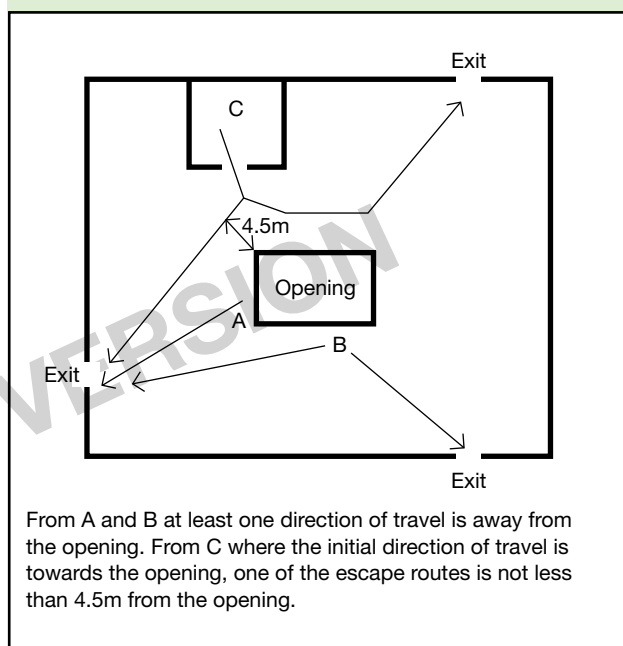 Exit
C
4.5m
Opening
A
B
Exit
Exit
VERSION
From A and B at least one direction of travel is away from
the opening. From C where the initial direction of travel is
towards the opening, one of the escape routes is not less
than 4.5m from the opening.